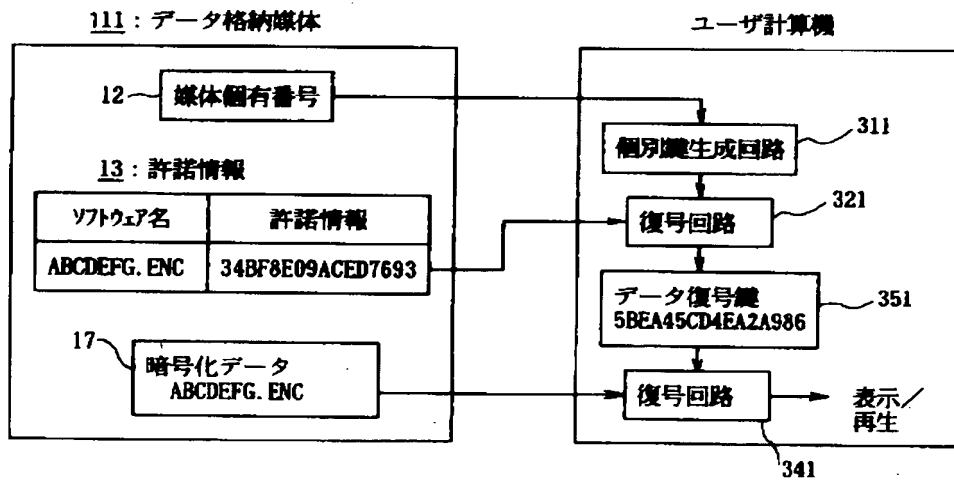 111：データ格納媒体
ユーザ計算機
12
媒体個有番号
311
個別鍵生成回路
13：許諾情報
321
ソフトウェア名
許諾情報
復号回路
ABCDEFG.ENC
34BF8E09ACED7693
データ復号鍵
5BEA45CD4EA2A986
351
17
暗号化データ
ABCDEFG.ENC
復号回路
表示／
再生
341